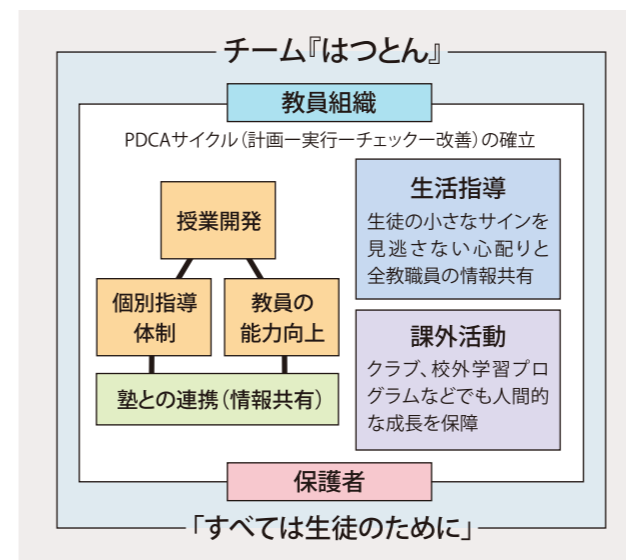 チーム『はつとん』
教員組織
PDCAサイクル(計画ー実行ーチェックー改善)の確立
授業開発
個別指導
体制
教員の
能力向上
塾との連携(情報共有)
生活指導
生徒の小さなサインを
見逃さない心配りと
全教職員の情報共有
課外活動
クラブ、校外学習プロ
グラムなどでも人間的
な成長を保障
保護者
「すべては生徒のために」